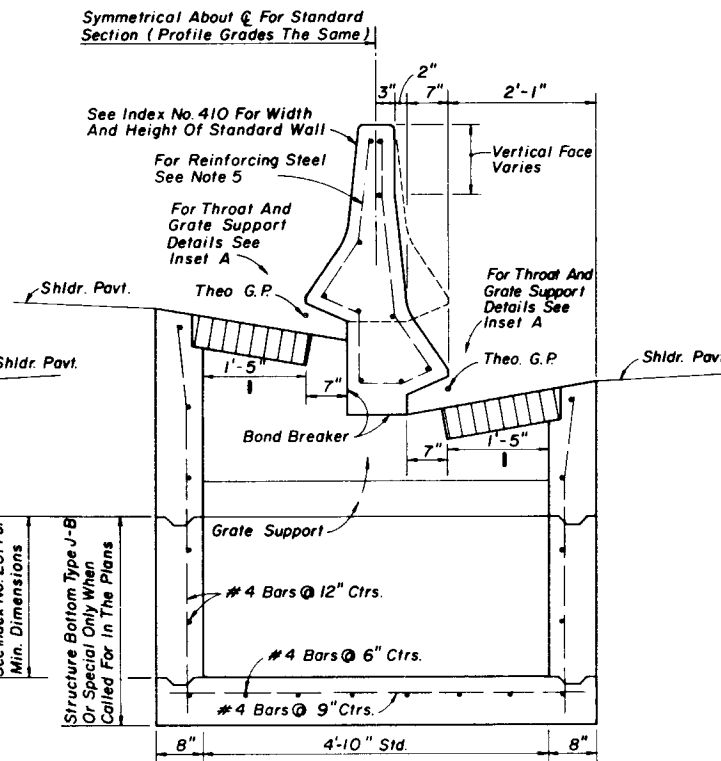 Symmetrical About ℄ For Standard
Section (Profile Grades The Same)
2"
3"
7"
2'-1"
See Index No. 410 For Width
And Height Of Standard Wall
Vertical Face
Varies
For Reinforcing Steel
See Note 5
For Throat And
Grate Support
Details See
Inset A
For Throat And
Grate Support
Details See
Inset A
Shldr. Pavt.
Theo G.P.
Theo. G.P.
Shldr. Pavt.
Shldr. Pavt.
1'-5"
7"
1'-5"
Bond Breaker
7"
Grate Support
Min. Dimensions
Structure Bottom Type J-B
Or Special Only When
Called For In The Plans
#4 Bars @ 12" Ctrs.
#4 Bars @ 6" Ctrs.
#4 Bars @ 9" Ctrs.
8"
4'-10" Std.
8"